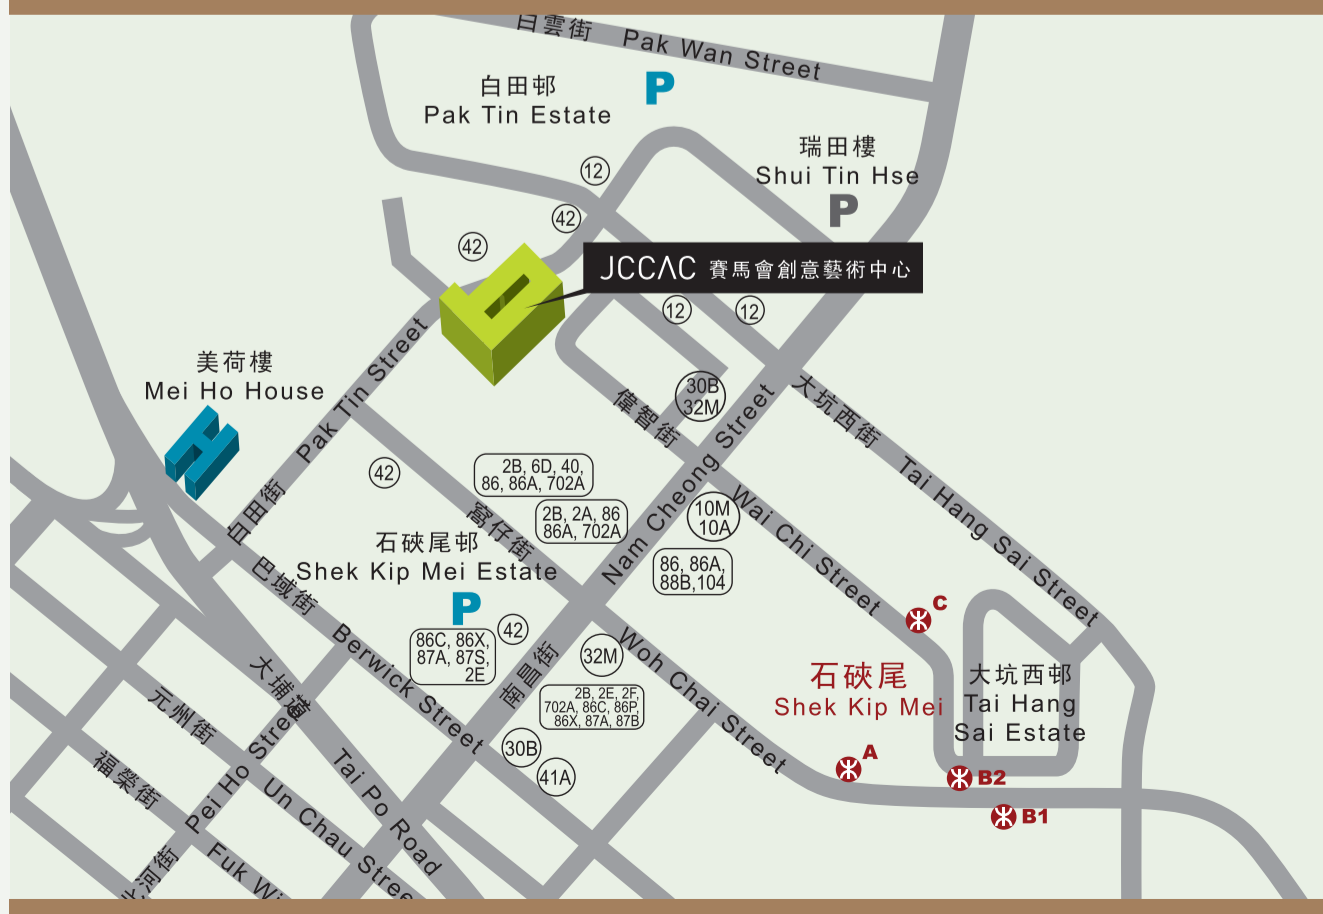 白雲街 Pak Wan Street
白田邨
Pak Tin Estate
P
瑞田樓
Shui Tin Hse
P
12
42
42
JCCAC 賽馬會創意藝術中心
12
12
美荷樓
Mei Ho House
白田街 Pak Tin Street
30B
32M
偉智街 Wai Chi Street
大坑西街 Tai Hang Sai Street
42
2B, 6D, 40,
86, 86A, 702A
2B, 2A, 86
86A, 702A
10M
10A
86, 86A,
88B,104
窩仔街 Woh Chai Street
南昌街 Nam Cheong Street
石硤尾邨
Shek Kip Mei Estate
P
86C, 86X,
87A, 87S,
2E
42
32M
2B, 2E, 2F,
702A, 86C, 86P,
86X, 87A, 87B
30B
41A
巴域街 Berwick Street
大埔道 Tai Po Road
元州街 Un Chau Stree
福榮街 Fuk Wi
北河街 Pei Ho Street
石硤尾
Shek Kip Mei
C
A
B2
B1
大坑西邨
Tai Hang
Sai Estate